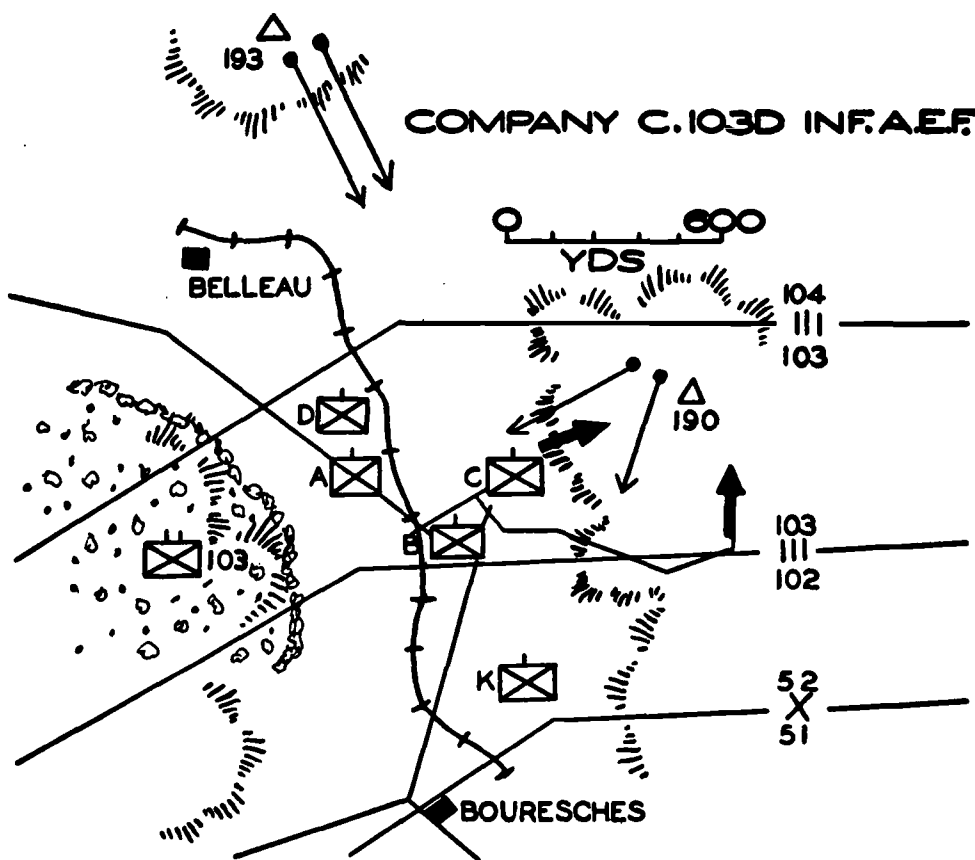 193
COMPANY C. 103D INF. A.E.F.
0 600
YDS
BELLEAU
104
III
103
D
190
A
C
B
103
103
III
102
K
52
X
51
BOURESCHES